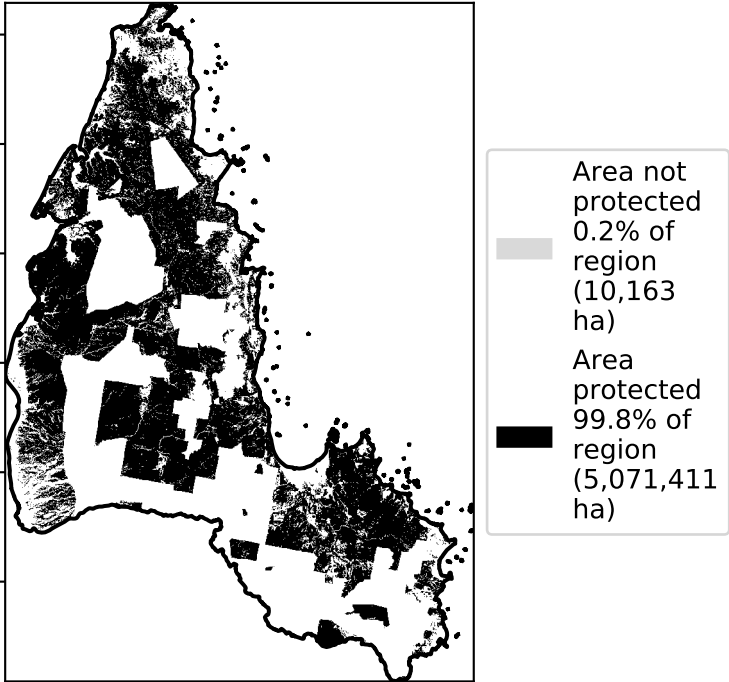 Area not
protected
0.2% of
region
(10,163
ha)
Area
protected
99.8% of
region
(5,071,411
ha)